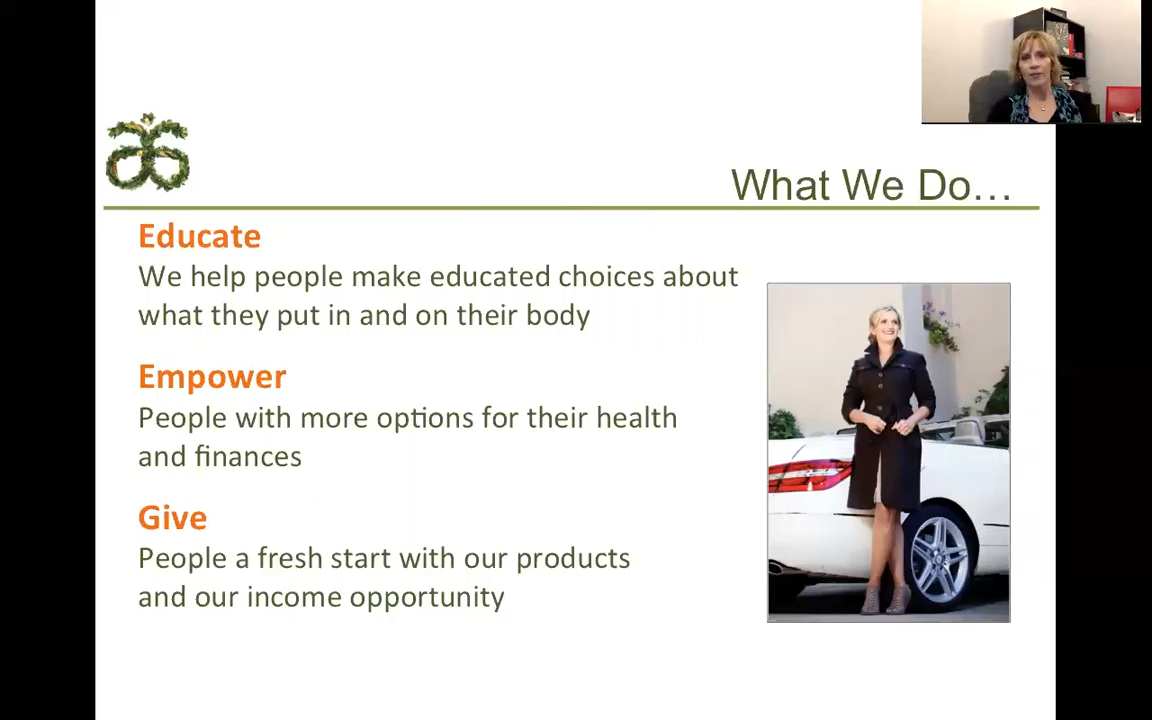 What We Do…
Educate
We help people make educated choices about
what they put in and on their body
Empower
People with more options for their health
and finances
Give
People a fresh start with our products
and our income opportunity